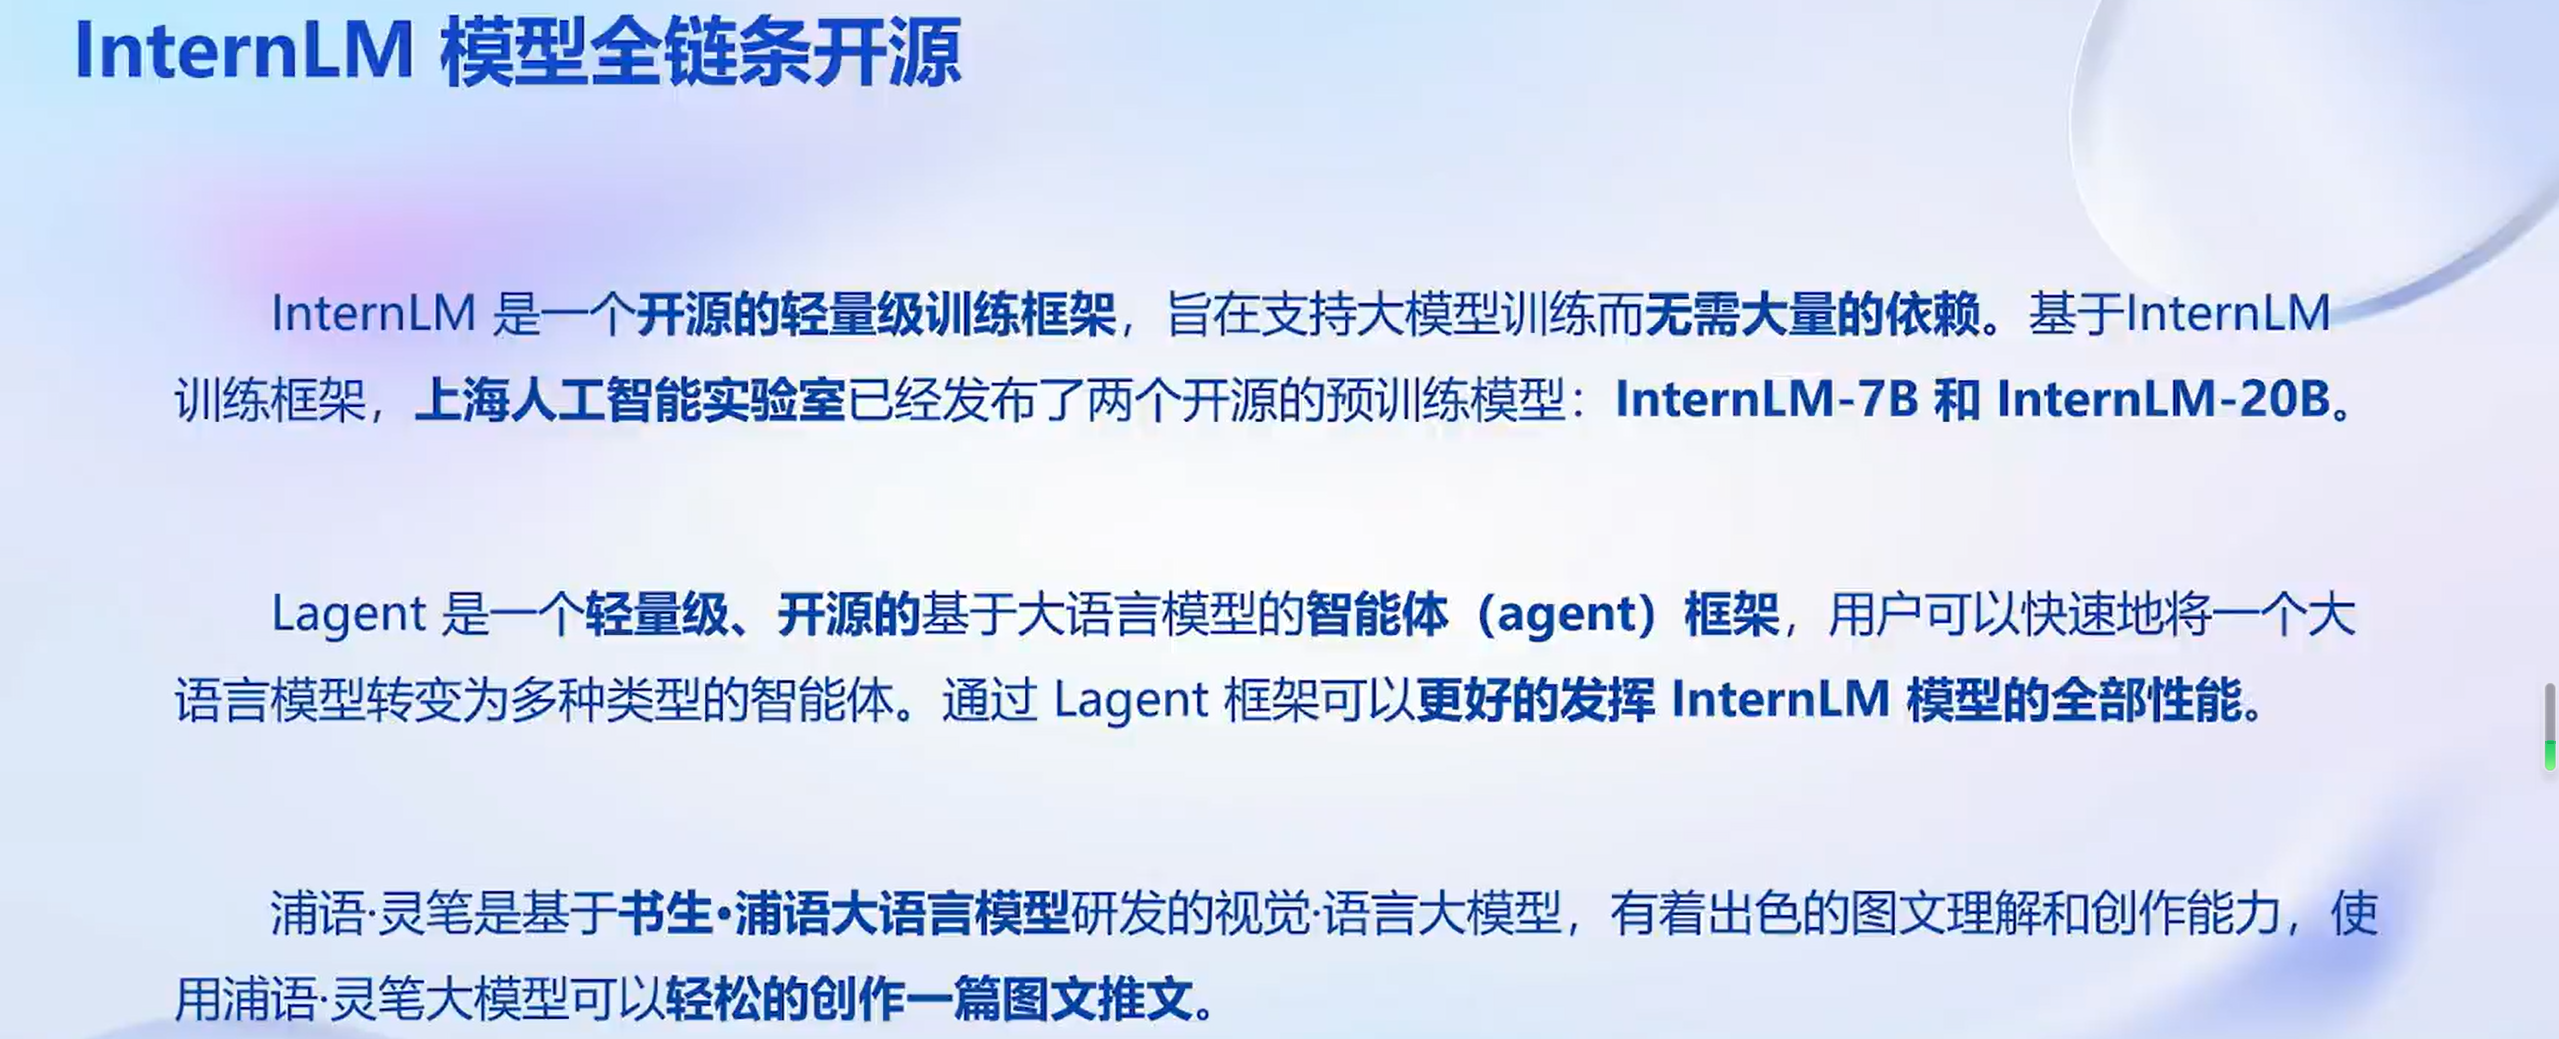 InternLM 模型全链条开源
InternLM 是一个开源的轻量级训练框架，旨在支持大模型训练而无需大量的依赖。基于InternLM
训练框架，上海人工智能实验室已经发布了两个开源的预训练模型：InternLM-7B 和 InternLM-20B。
Lagent 是一个轻量级、开源的基于大语言模型的智能体（agent）框架，用户可以快速地将一个大
语言模型转变为多种类型的智能体。通过 Lagent 框架可以更好的发挥 InternLM 模型的全部性能。
浦语·灵笔是基于书生·浦语大语言模型研发的视觉·语言大模型，有着出色的图文理解和创作能力，使
用浦语·灵笔大模型可以轻松的创作一篇图文推文。